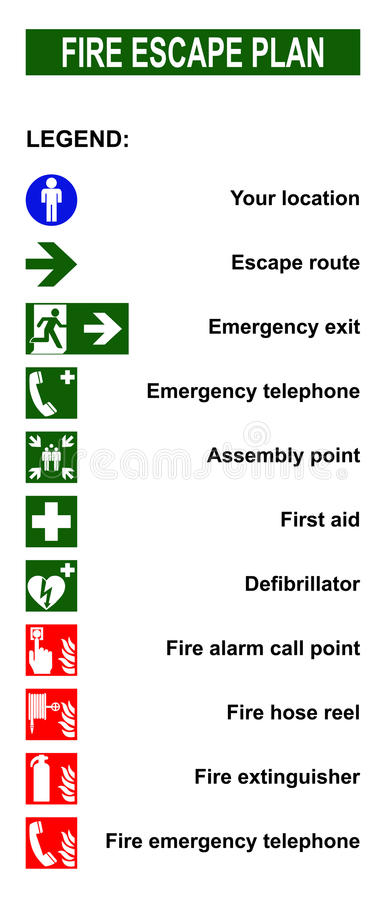 FIRE ESCAPE PLAN
LEGEND:
Your location
Escape route
Emergency exit
Emergency telephone
Assembly point
dreamstime
First aid
Defibrillator
Fire alarm call point
Fire hose reel
Fire extinguisher
Fire emergency telephone